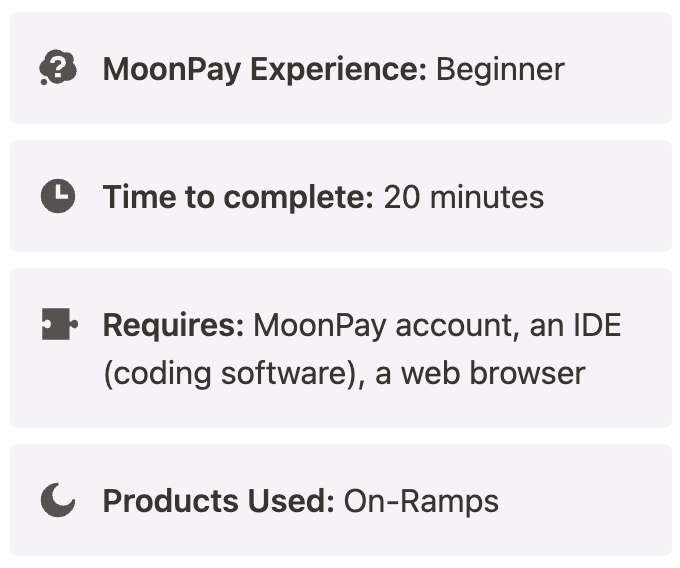 MoonPay Experience: Beginner
Time to complete: 20 minutes
Requires: MoonPay account, an IDE
(coding software), a web browser
Products Used: On-Ramps